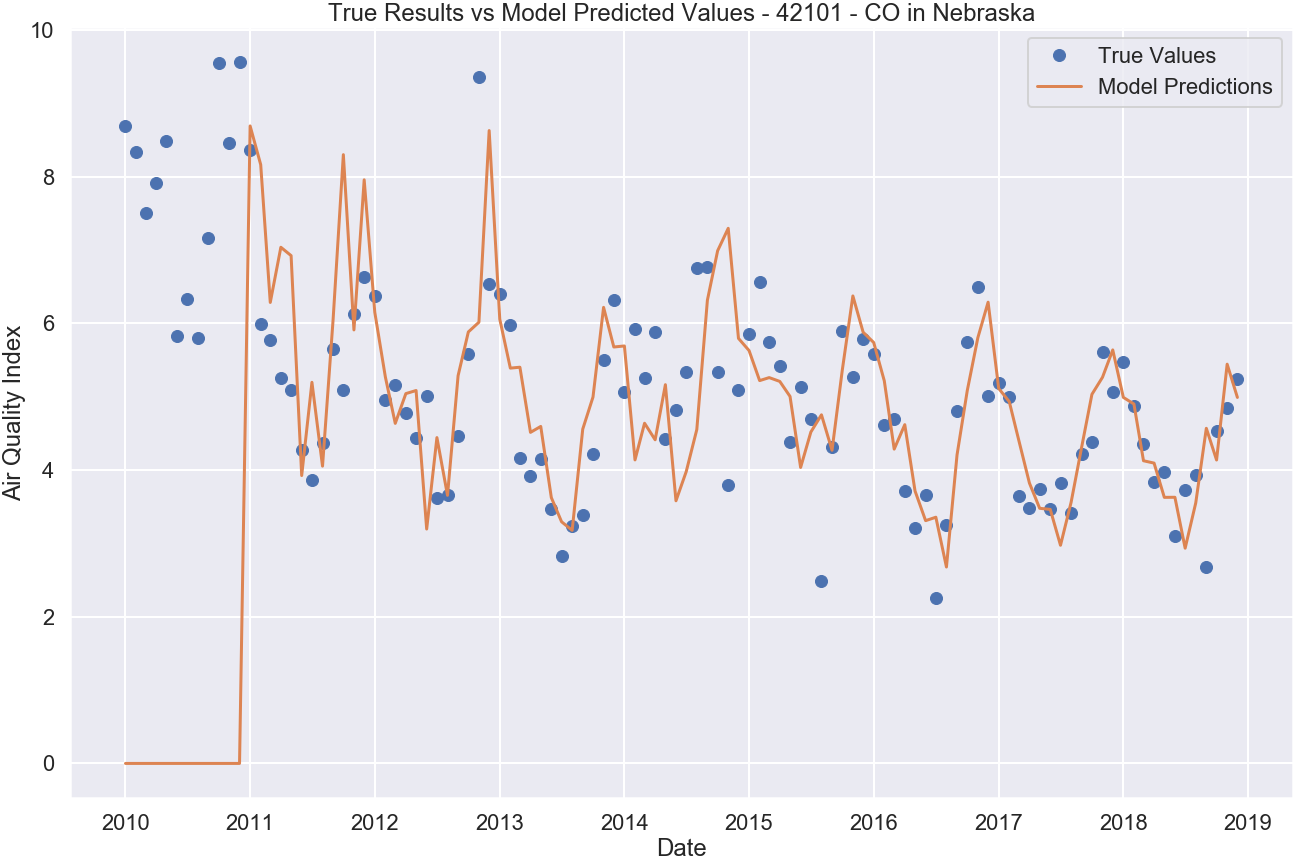 True Results vs Model Predicted Values - 42101 - CO in Nebraska
True Values
Model Predictions
Air Quality Index
10
8
6
4
2
0
2010 2011 2012 2013 2014 2015 2016 2017 2018 2019
Date